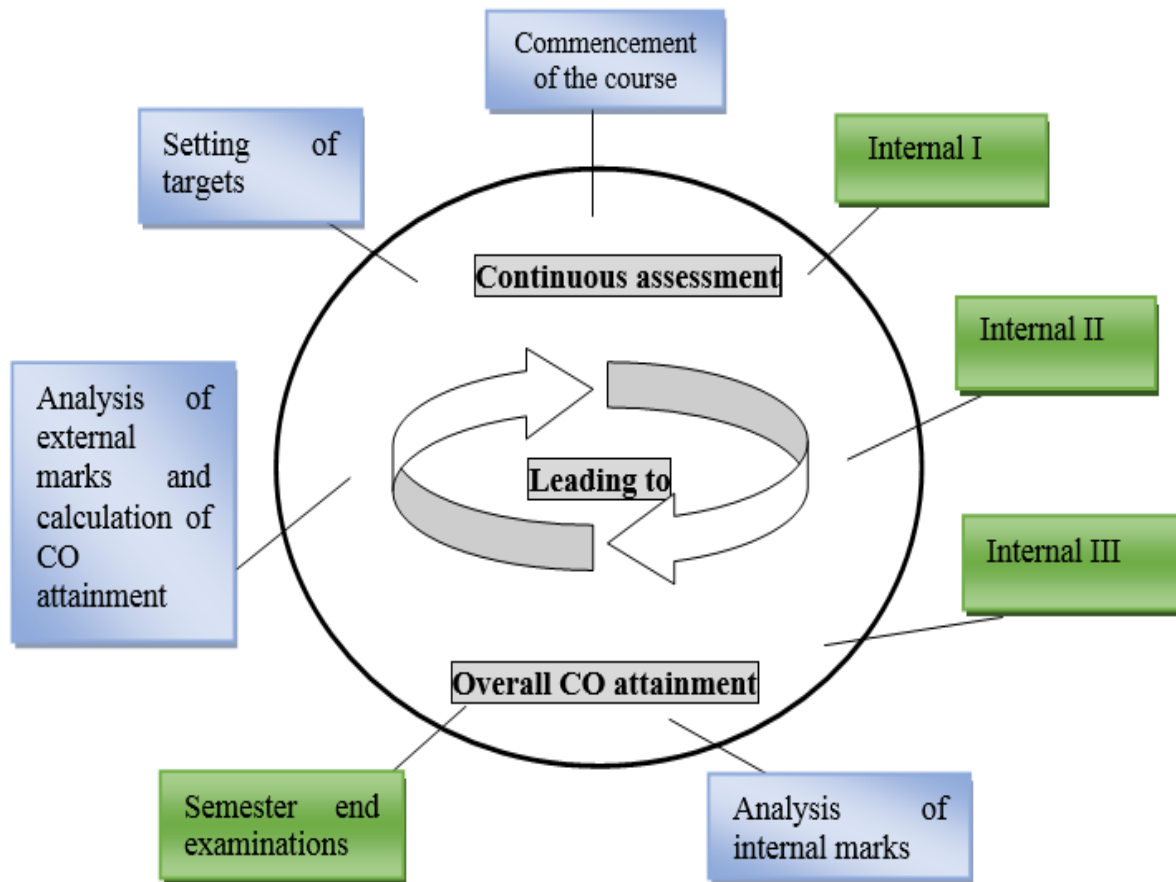 Commencement
of the course
Setting of
targets
Internal I
Continuous assessment
Internal II
Analysis of
external
marks and
calculation of
CO
attainment
Leading to
Internal III
Overall CO attainment
Semester end
examinations
Analysis of
internal marks